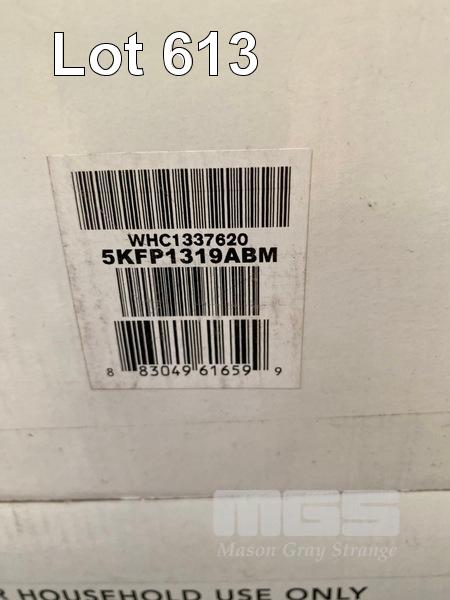 Lot 613
WHC1337620
5KFP1319ABM
8 83049 61659 9
MGS
Mason Gray Strange
HOUSEHOLD USE ONLY